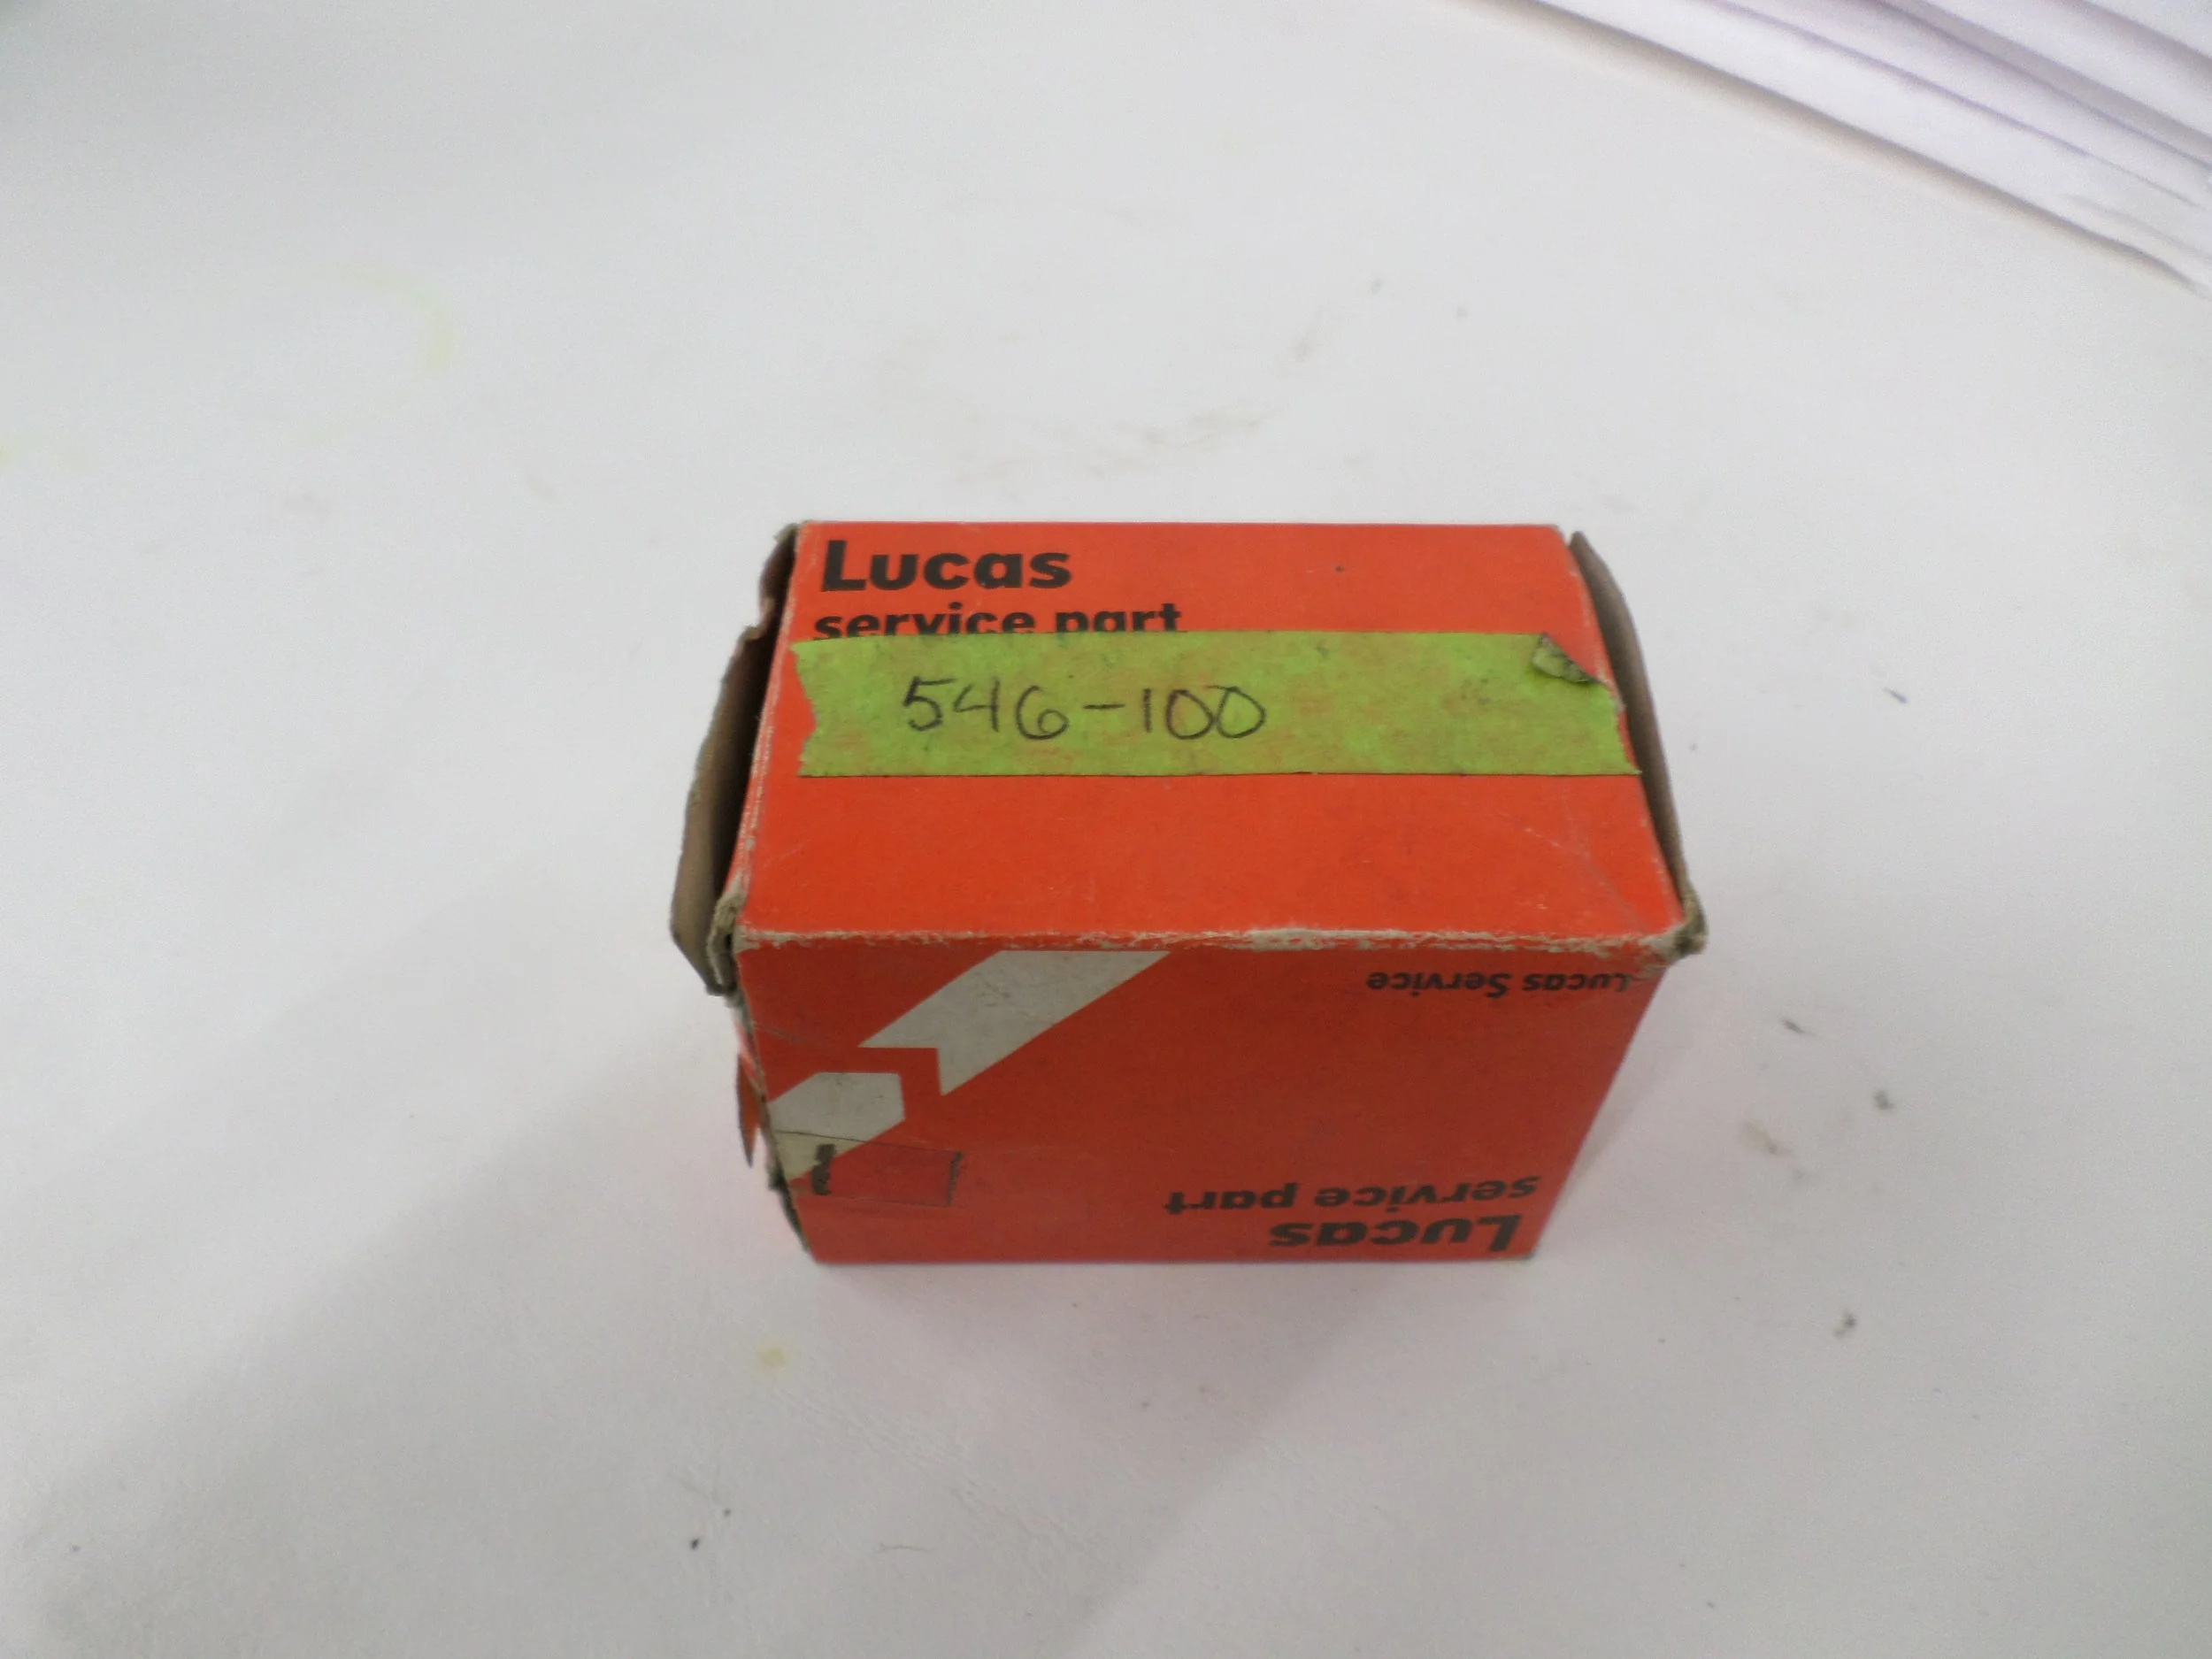 Lucas
service part
546-100
Lucas Service
service part
Lucas